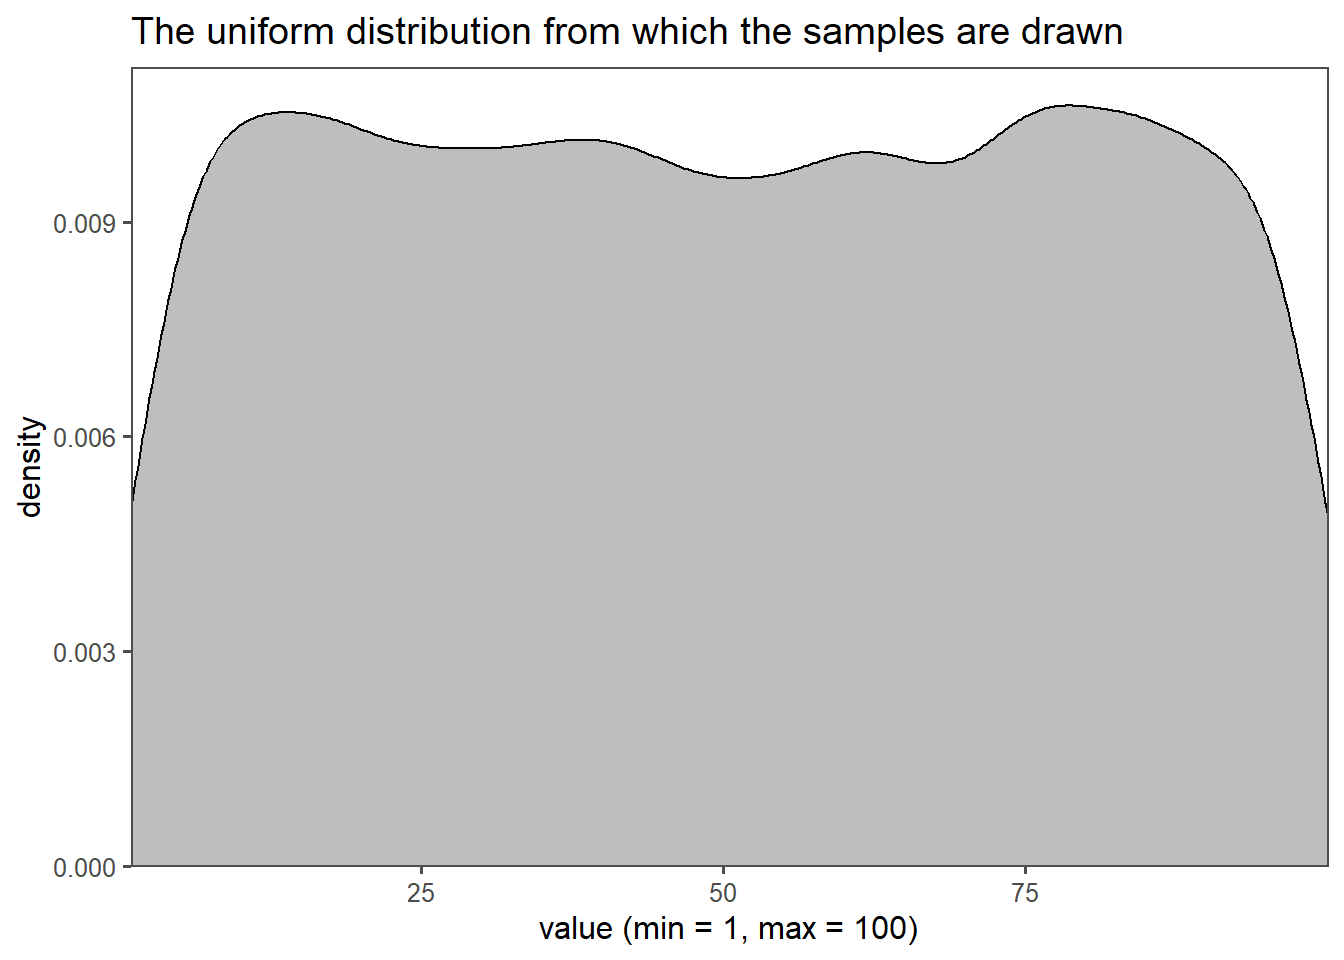 The uniform distribution from which the samples are drawn
density
0.009
0.006
0.003
0.000
25 50 75
value (min = 1, max = 100)